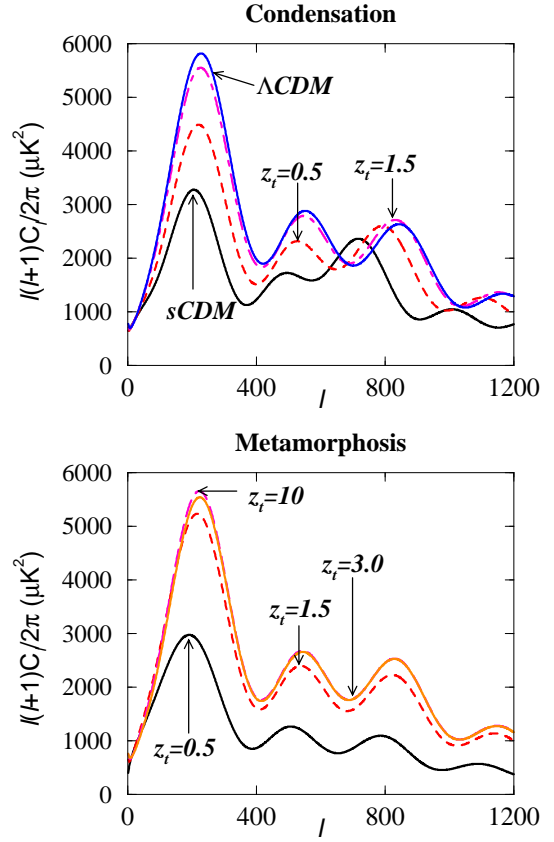 Condensation
6000
5000
4000
3000
2000
1000
0
l(l+1)C/2π (μK²)
ΛCDM
z_t=0.5
z_t=1.5
sCDM
0
400
800
1200
l
Metamorphosis
6000
5000
4000
3000
2000
1000
0
l(l+1)C/2π (μK²)
z_t=10
z_t=3.0
z_t=1.5
z_t=0.5
0
400
800
1200
l